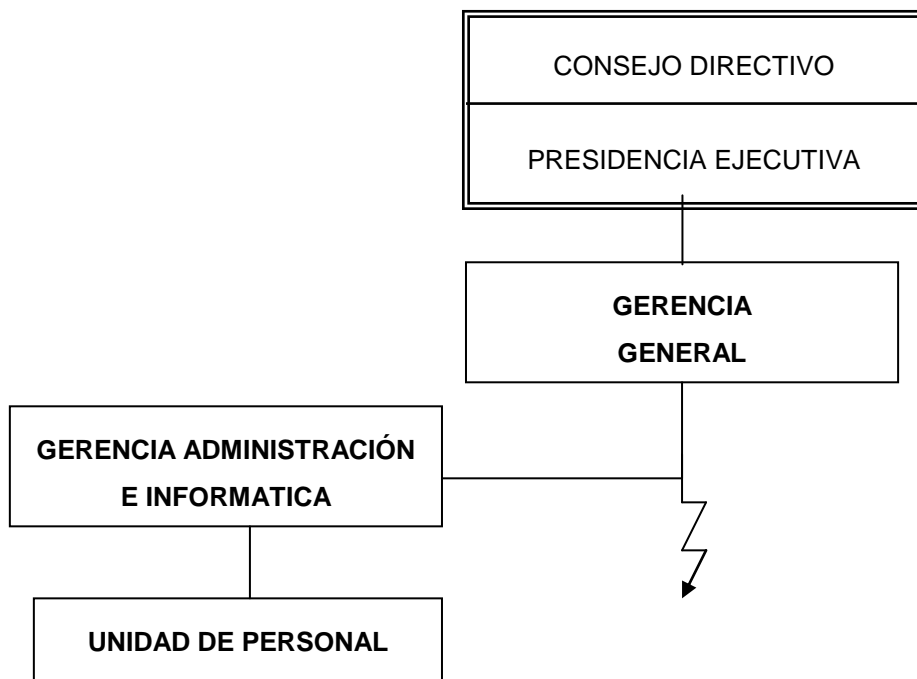 CONSEJO DIRECTIVO
PRESIDENCIA EJECUTIVA
GERENCIA
GENERAL
GERENCIA ADMINISTRACIÓN
E INFORMATICA
UNIDAD DE PERSONAL